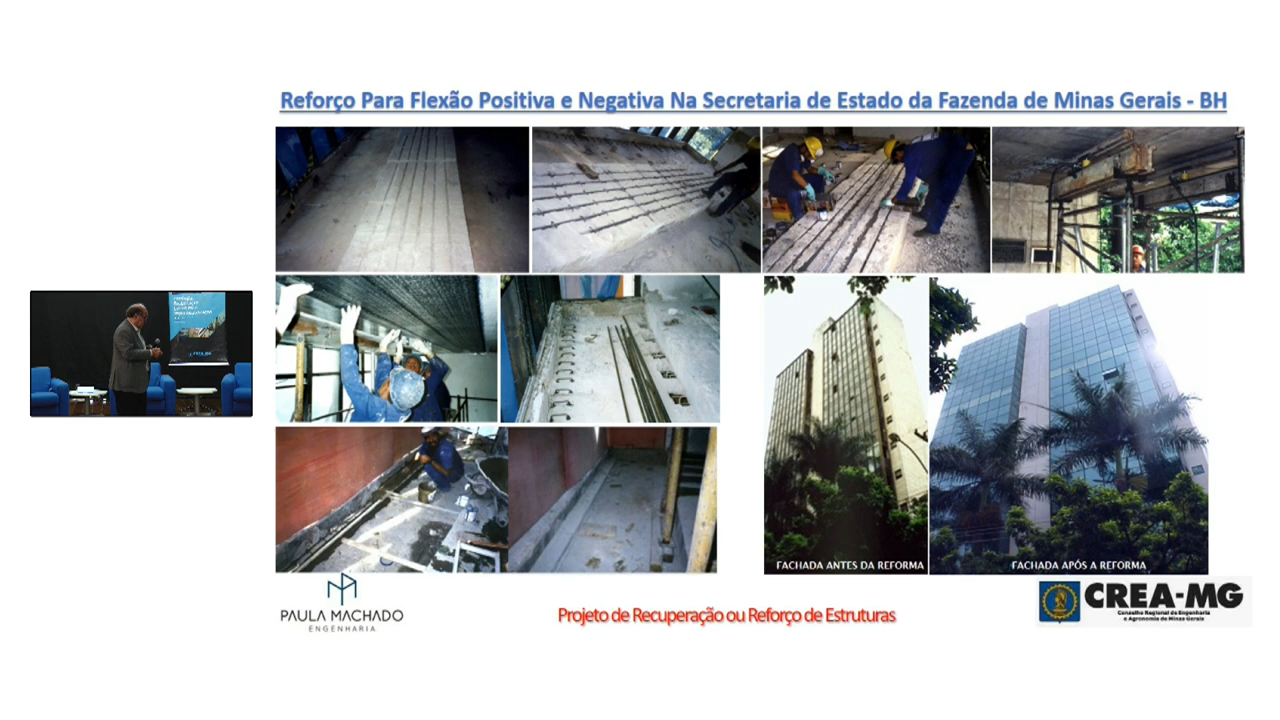 Reforço Para Flexão Positiva e Negativa Na Secretaria de Estado da Fazenda de Minas Gerais - BH
FACHADA ANTES DA REFORMA
FACHADA APÓS A REFORMA
PAULA MACHADO
ENGENHARIA
Projeto de Recuperação ou Reforço de Estruturas
CREA-MG
Conselho Regional de Engenharia
e Agronomia de Minas Gerais